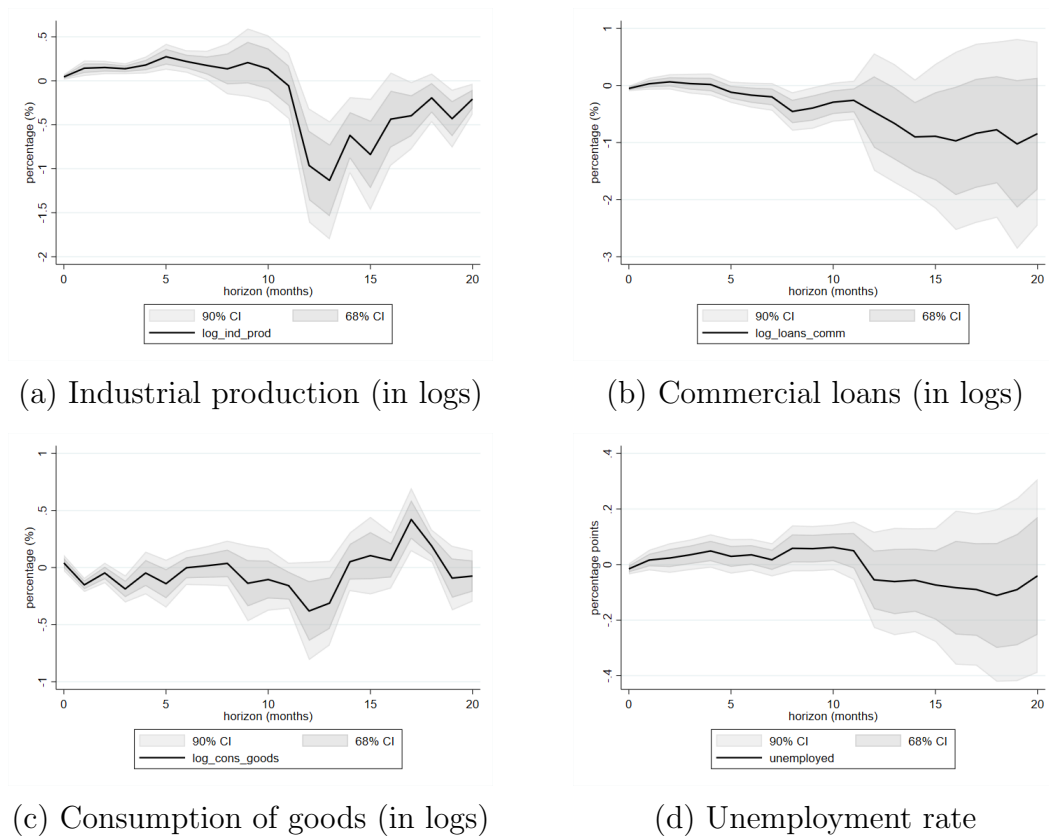 percentage (%)
.5
0
-.5
-1
-1.5
-2
0 5 10 15 20
horizon (months)
90% CI 68% CI
log_ind_prod
(a) Industrial production (in logs)
percentage (%)
1
0
-1
-2
-3
0 5 10 15 20
horizon (months)
90% CI 68% CI
log_loans_comm
(b) Commercial loans (in logs)
percentage (%)
1
.5
0
-.5
-1
0 5 10 15 20
horizon (months)
90% CI 68% CI
log_cons_goods
(c) Consumption of goods (in logs)
percentage points
.4
.2
0
-.2
-.4
0 5 10 15 20
horizon (months)
90% CI 68% CI
unemployed
(d) Unemployment rate